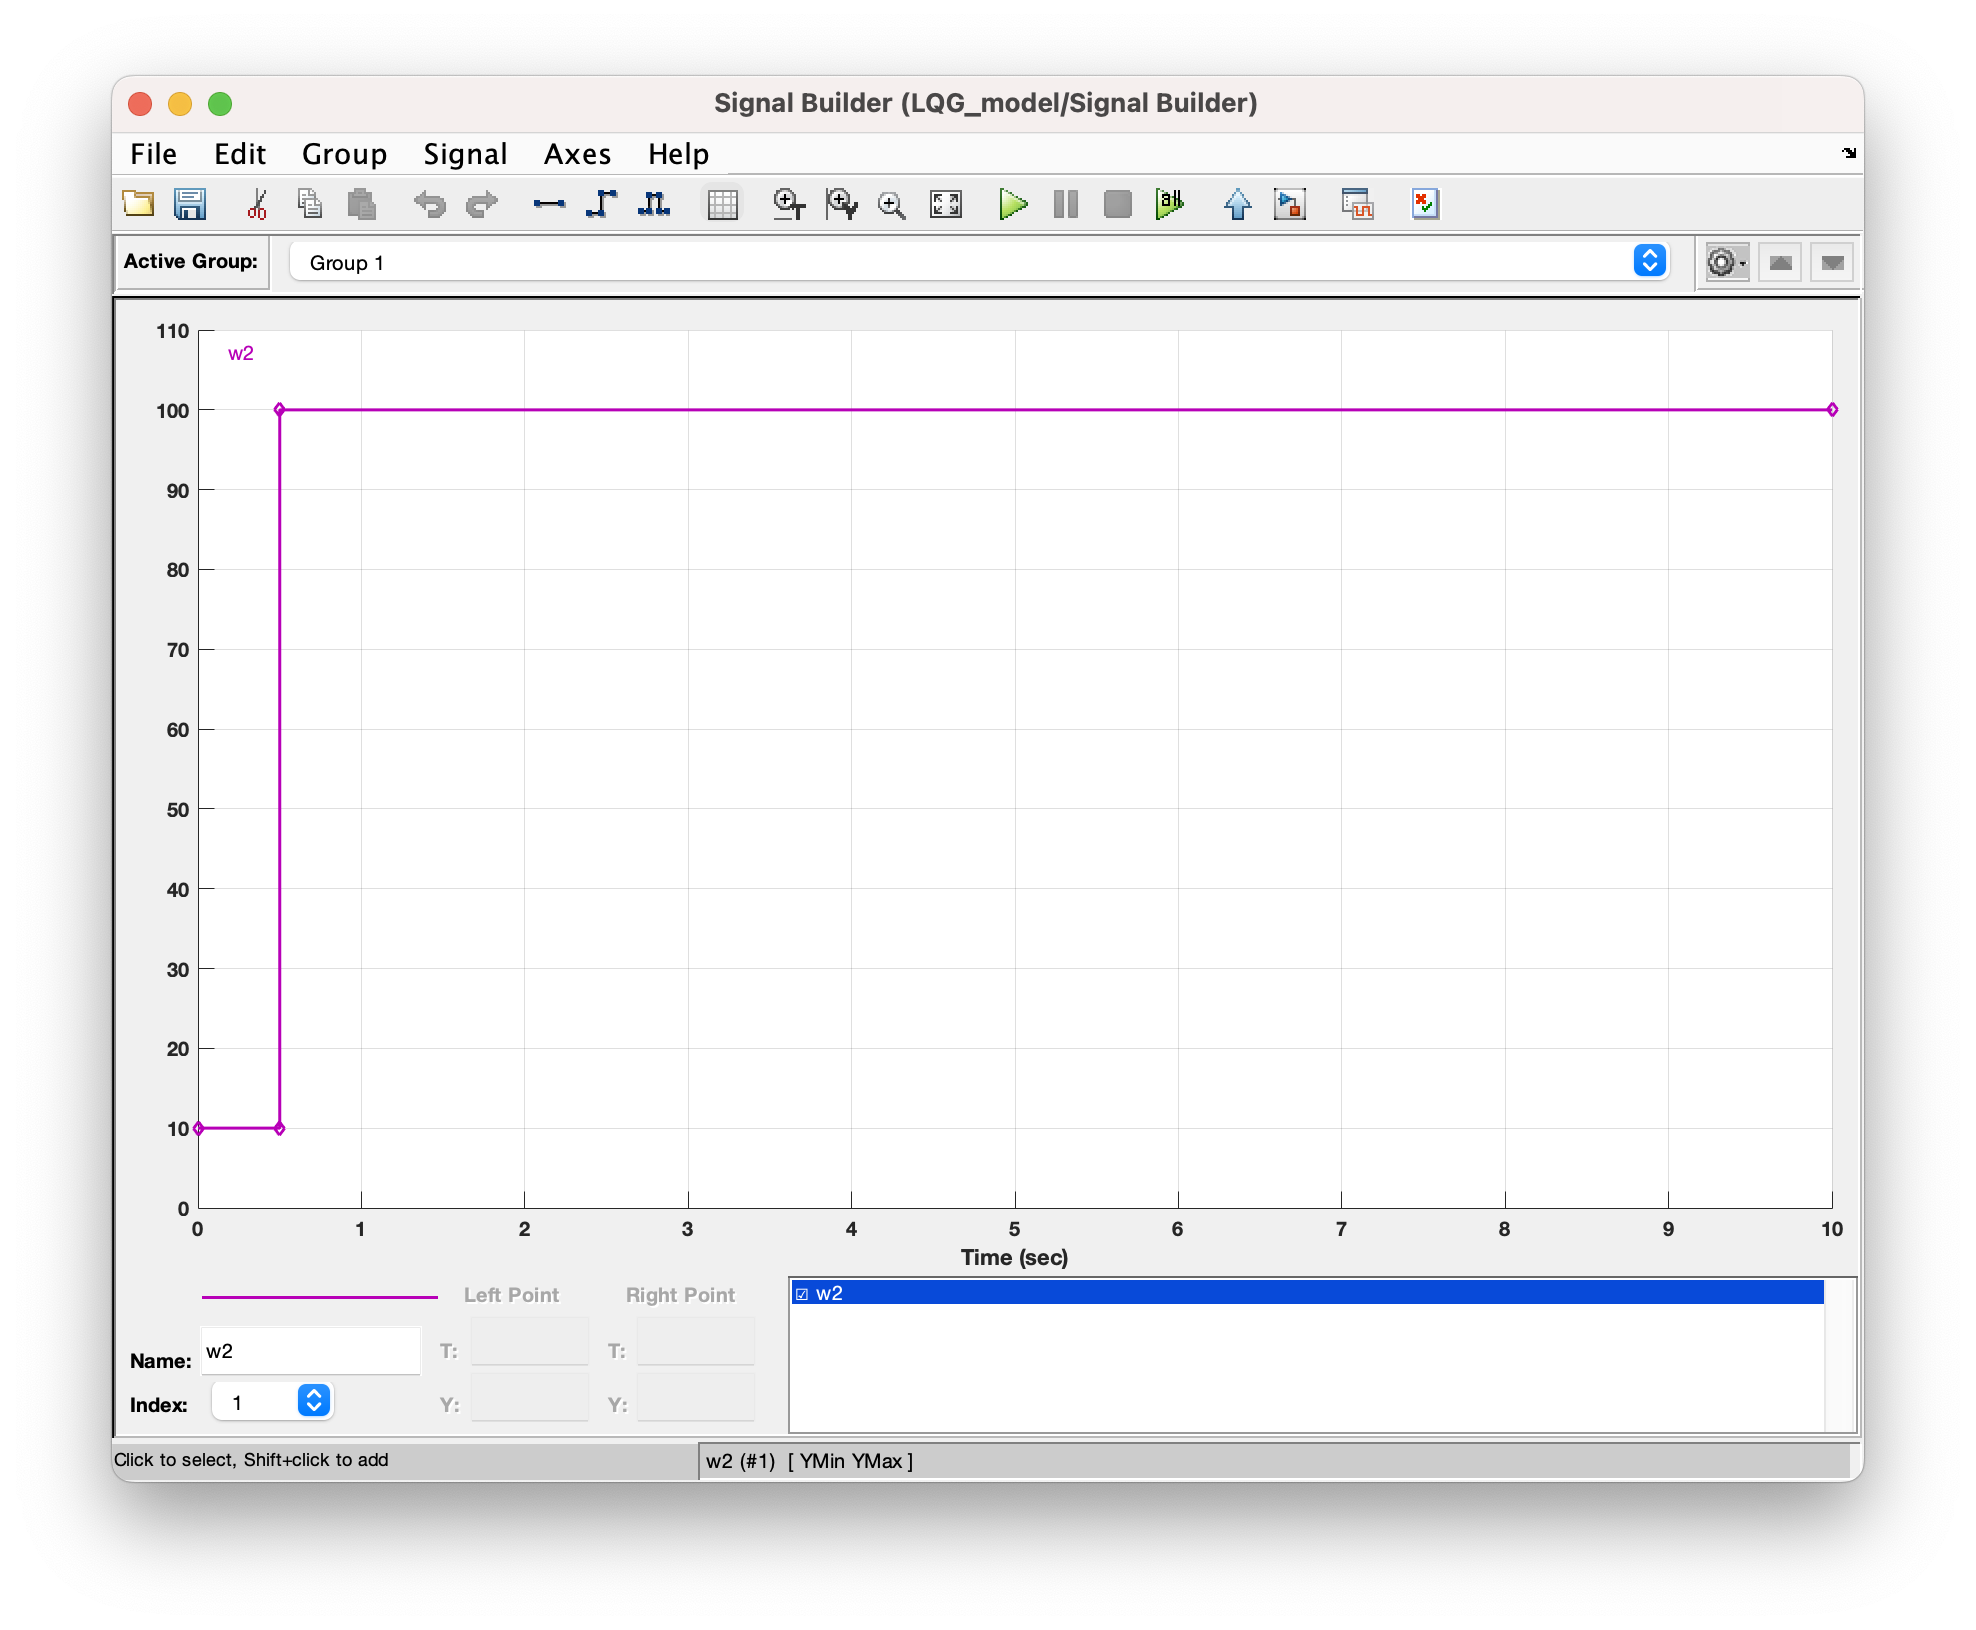 Signal Builder (LQG_model/Signal Builder)
File Edit Group Signal Axes Help
all
Active Group: Group 1
110
w2
100
90
80
70
60
50
40
30
20
10
0
0 1 2 3 4 5 6 7 8 9 10
Time (sec)
Left Point Right Point
w2
Name: w2 T: T:
Index: 1 Y: Y:
Click to select, Shift+click to add w2 (#1) [ YMin YMax ]